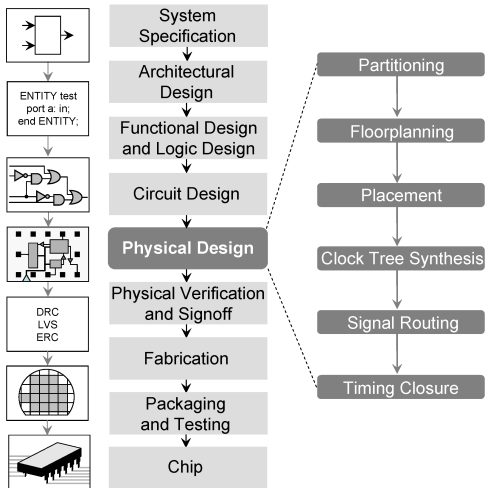 System
Specification
Architectural
Design
Functional Design
and Logic Design
Circuit Design
Physical Design
Physical Verification
and Signoff
Fabrication
Packaging
and Testing
Chip
ENTITY test
port a: in;
end ENTITY;
DRC
LVS
ERC
Partitioning
Floorplanning
Placement
Clock Tree Synthesis
Signal Routing
Timing Closure